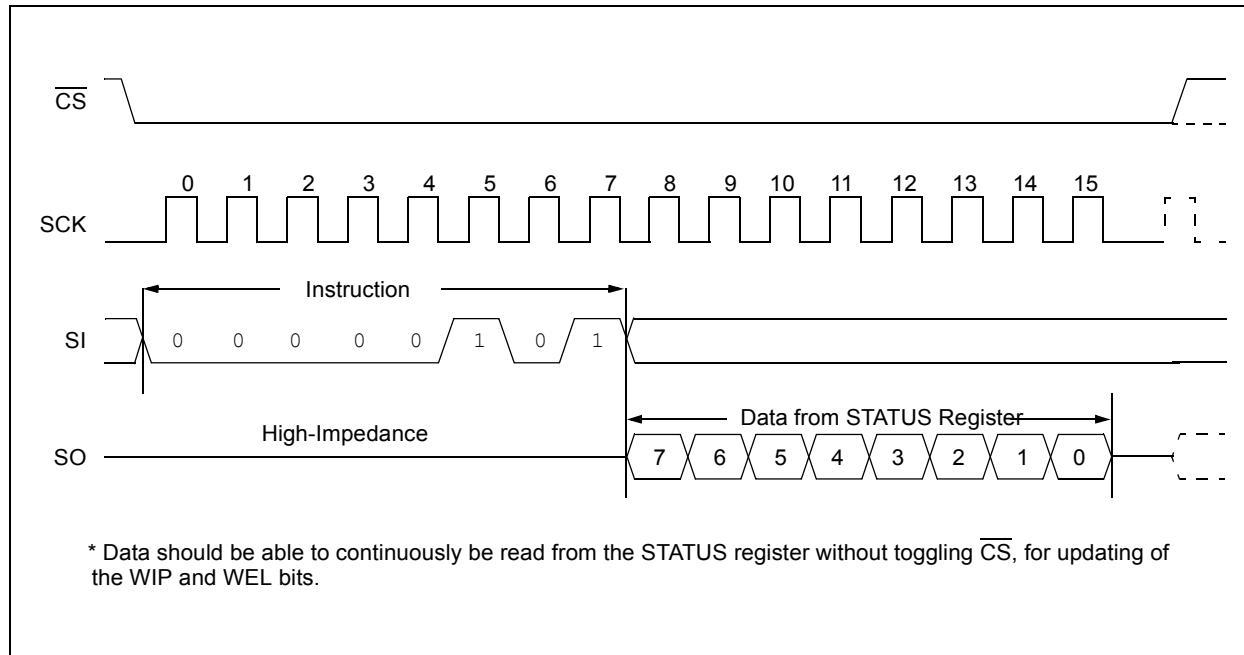 CS
0 1 2 3 4 5 6 7 8 9 10 11 12 13 14 15
SCK
Instruction
SI 0 0 0 0 0 1 0 1
Data from STATUS Register
High-Impedance
SO 7 6 5 4 3 2 1 0
* Data should be able to continuously be read from the STATUS register without toggling CS, for updating of
the WIP and WEL bits.